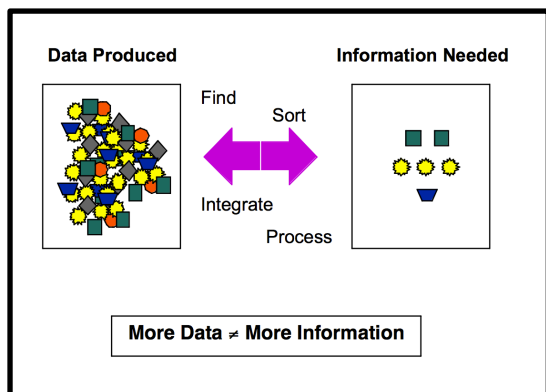 Data Produced
Information Needed
Find
Sort
Integrate
Process
More Data ≠ More Information